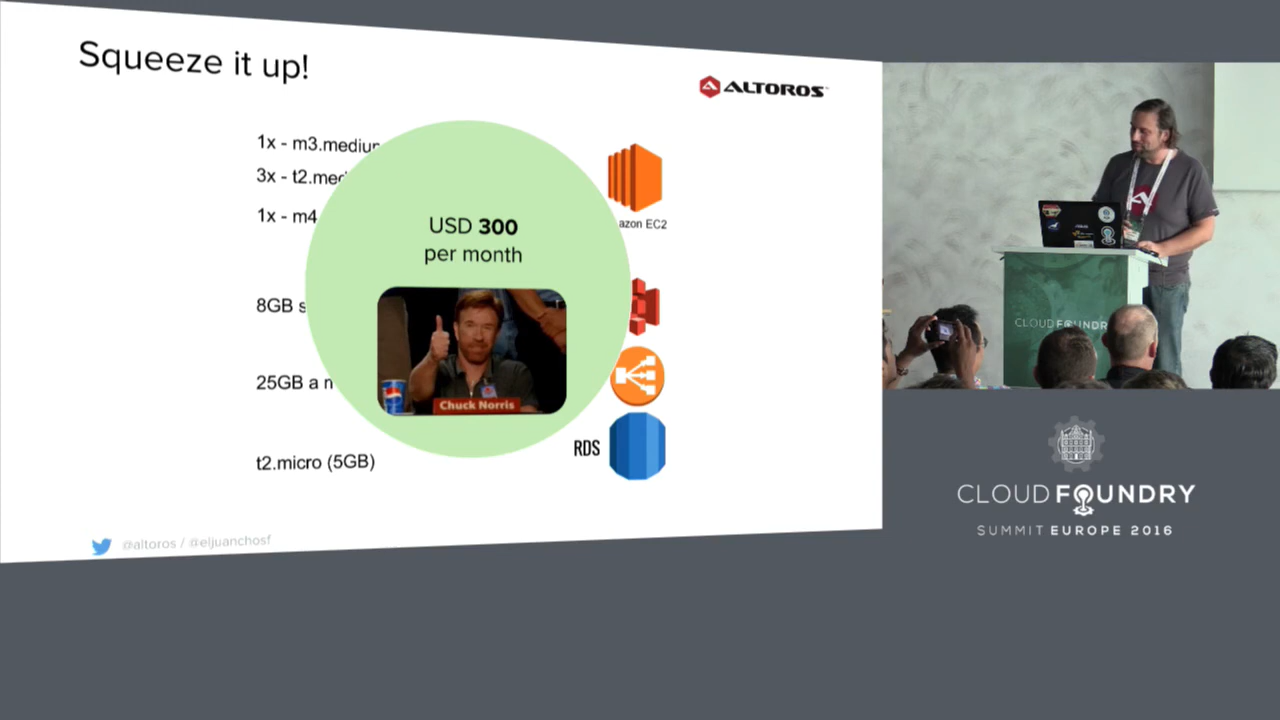 Squeeze it up!
ALTOROS
1x - m3.medium
3x - t2.med
1x - m4
azon EC2
USD 300
per month
8GB s
25GB a n
Chuck Norris
t2.micro (5GB)
RDS
@altoros / @eljuanchosf
CLOUD FOUNDRY
CLOUD FOUNDRY
SUMMIT EUROPE 2016